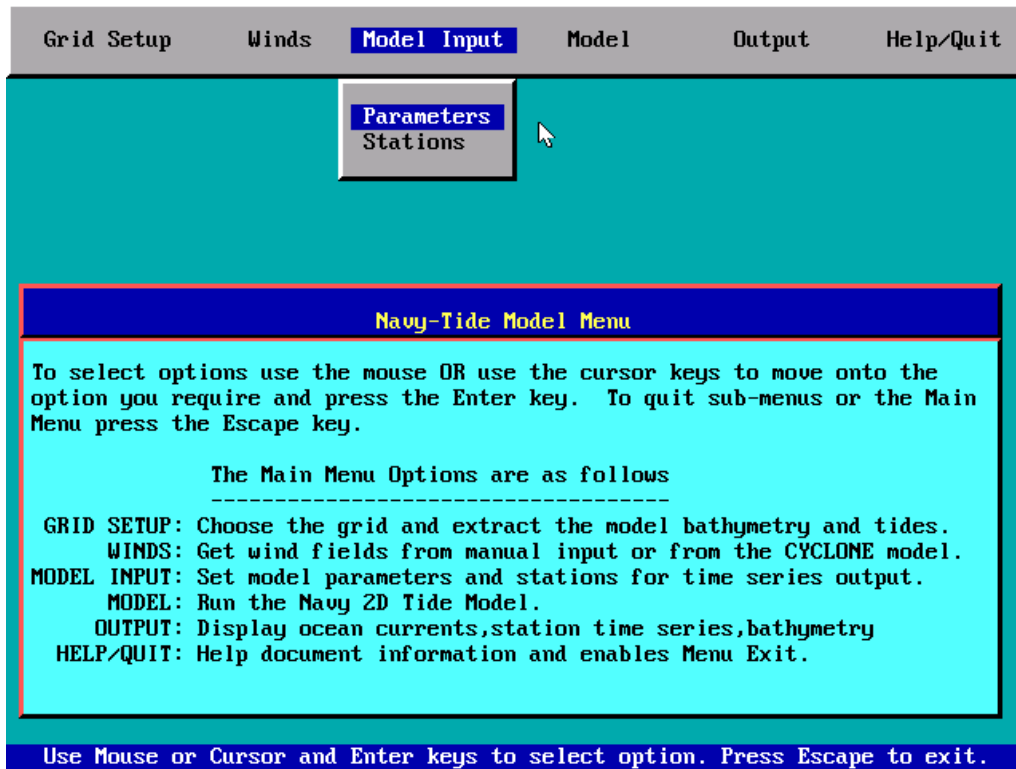 Grid Setup Winds Model Input Model Output Help/Quit
Parameters
Stations
Navy-Tide Model Menu
To select options use the mouse OR use the cursor keys to move onto the
option you require and press the Enter key. To quit sub-menus or the Main
Menu press the Escape key.
The Main Menu Options are as follows
------------------------------------
GRID SETUP: Choose the grid and extract the model bathymetry and tides.
WINDS: Get wind fields from manual input or from the CYCLONE model.
MODEL INPUT: Set model parameters and stations for time series output.
MODEL: Run the Navy 2D Tide Model.
OUTPUT: Display ocean currents,station time series,bathymetry
HELP/QUIT: Help document information and enables Menu Exit.
Use Mouse or Cursor and Enter keys to select option. Press Escape to exit.